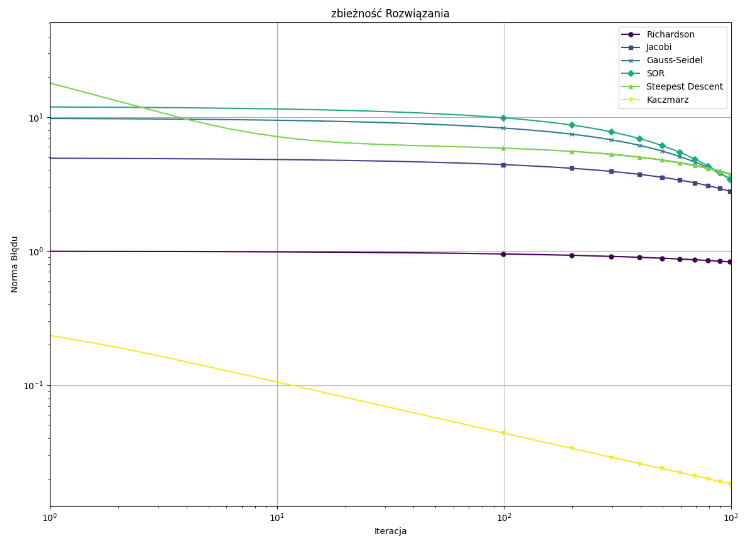 zbieżność Rozwiązania
Richardson
Jacobi
Gauss-Seidel
SOR
Steepest Descent
Kaczmarz
Norma Błędu
10¹
10⁰
10⁻¹
10⁰ 10¹ 10² 10³
Iteracja